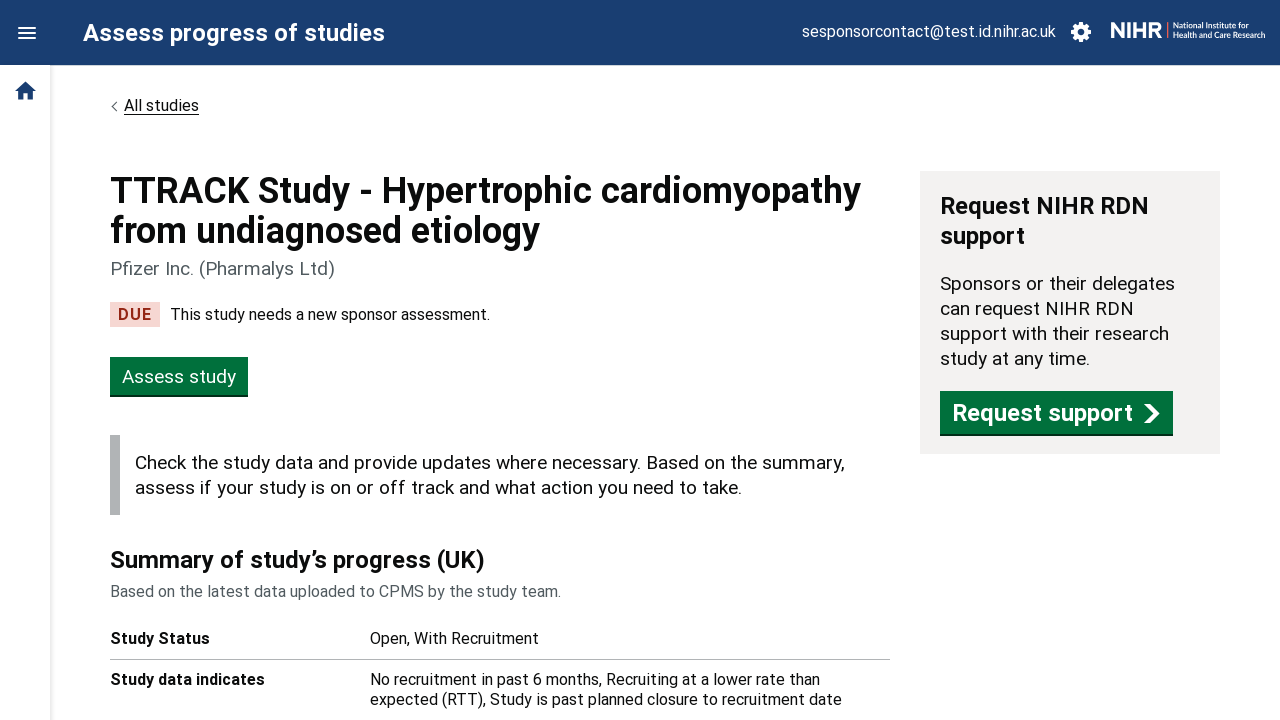 Assess progress of studies
sesponsorcontact@test.id.nihr.ac.uk
NIHR | National Institute for
Health and Care Research
All studies
TTRACK Study - Hypertrophic cardiomyopathy
from undiagnosed etiology
Pfizer Inc. (Pharmalys Ltd)
DUE This study needs a new sponsor assessment.
Assess study
Check the study data and provide updates where necessary. Based on the summary,
assess if your study is on or off track and what action you need to take.
Summary of study’s progress (UK)
Based on the latest data uploaded to CPMS by the study team.
Study Status Open, With Recruitment
Study data indicates No recruitment in past 6 months, Recruiting at a lower rate than
expected (RTT), Study is past planned closure to recruitment date
Request NIHR RDN
support
Sponsors or their delegates
can request NIHR RDN
support with their research
study at any time.
Request support